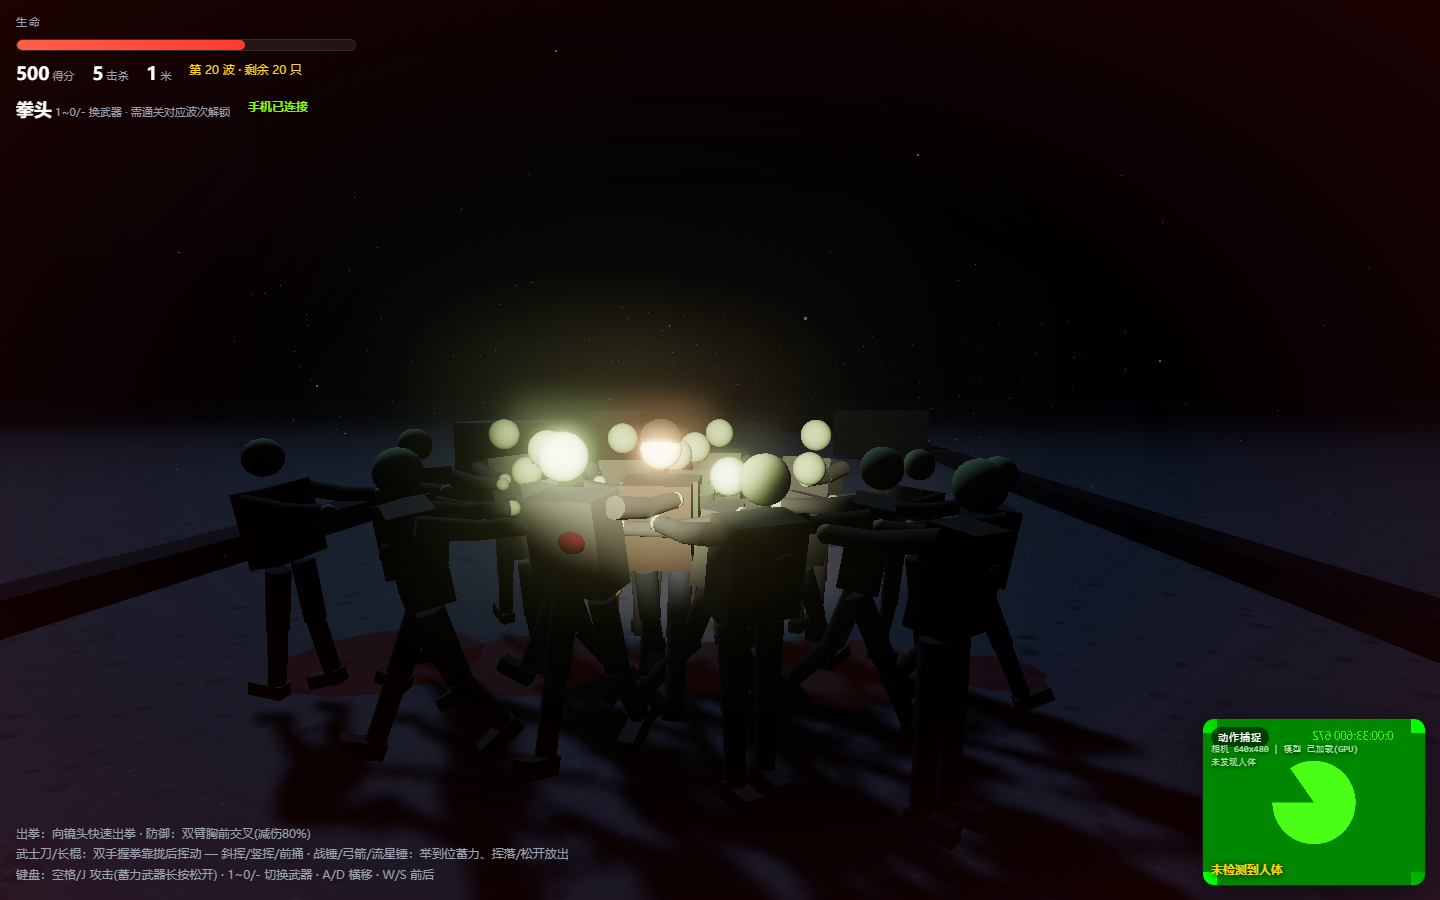 生命
500 得分 5 击杀 1 米 第 20 波 · 剩余 20 只
拳头 1~0/- 换武器 · 需通关对应波次解锁 手机已连接
动作捕捉 0:00:33:600 672
相机 640x480 | 模型 已加载(GPU)
未发现人体
未检测到人体
出拳：向镜头快速出拳 · 防御：双臂胸前交叉(减伤80%)
武士刀/长棍：双手握拳靠拢后挥动 — 斜挥/竖挥/前捅 · 战锤/弓箭/流星锤：举到位蓄力、挥落/松开放出
键盘：空格/J 攻击(蓄力武器长按松开) · 1~0/- 切换武器 · A/D 横移 · W/S 前后